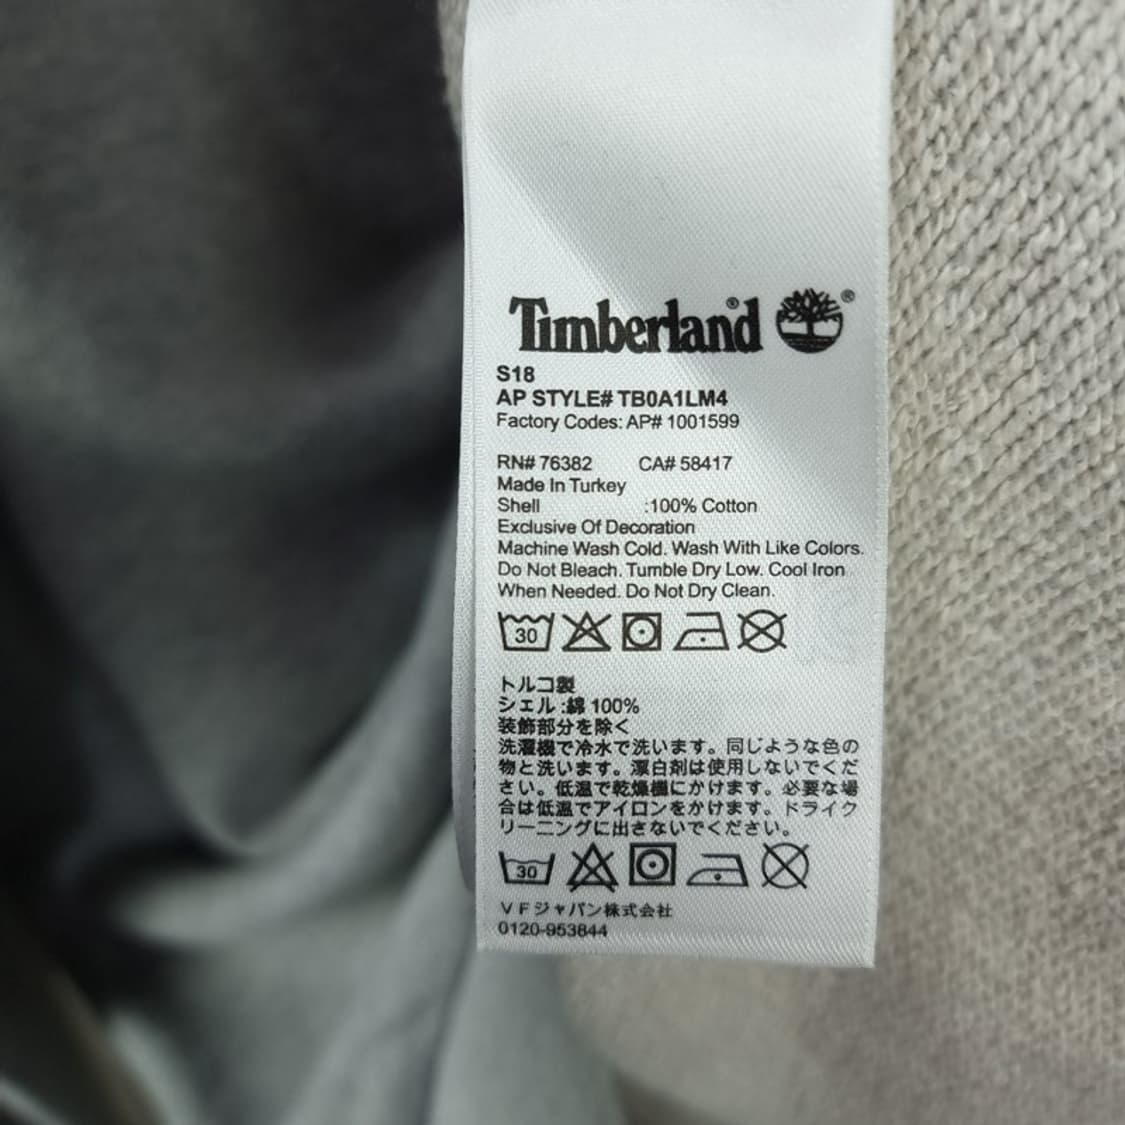 Timberland® ®
S18
AP STYLE# TB0A1LM4
Factory Codes: AP# 1001599
RN# 76382 CA# 58417
Made In Turkey
Shell :100% Cotton
Exclusive Of Decoration
Machine Wash Cold. Wash With Like Colors.
Do Not Bleach. Tumble Dry Low. Cool Iron
When Needed. Do Not Dry Clean.
30
トルコ製
シェル :綿 100%
装飾部分を除く
洗濯機で冷水で洗います。同じような色の
物と洗います。漂白剤は使用しないでくだ
さい。低温で乾燥機にかけます。必要な場
合は低温でアイロンをかけます。ドライク
リーニングに出さないでください。
30
VFジャパン株式会社
0120-953844